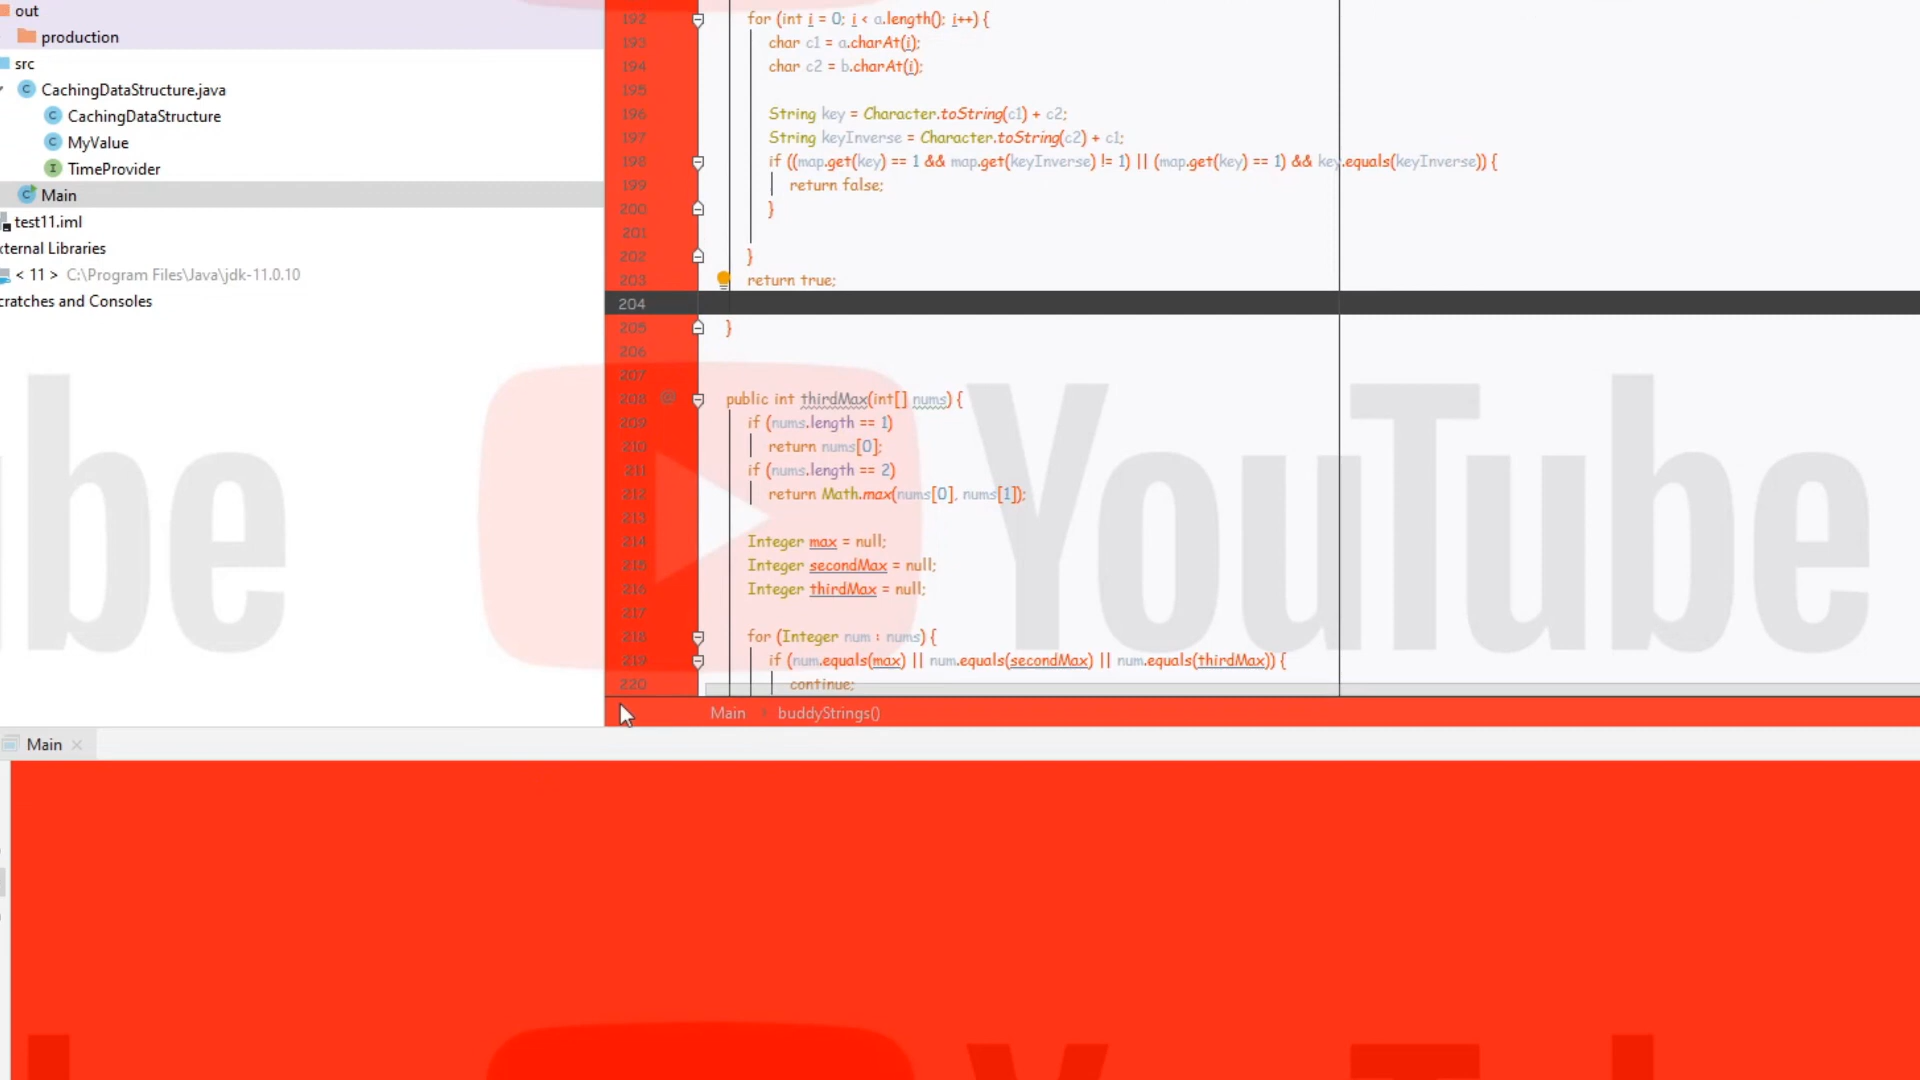 out
production
src
CachingDataStructure.java
CachingDataStructure
MyValue
TimeProvider
Main
test11.iml
xternal Libraries
< 11 > C:\Program Files\Java\jdk-11.0.10
cratches and Consoles
192 for (int i = 0; i < a.length(); i++) {
193 char c1 = a.charAt(i);
194 char c2 = b.charAt(i);
195
196 String key = Character.toString(c1) + c2;
197 String keyInverse = Character.toString(c2) + c1;
198 if ((map.get(key) == 1 && map.get(keyInverse) != 1) || (map.get(key) == 1) && key.equals(keyInverse)) {
199 return false;
200 }
201
202 }
203 return true;
204
205 }
206
207
208 @ public int thirdMax(int[] nums) {
209 if (nums.length == 1)
210 return nums[0];
211 if (nums.length == 2)
212 return Math.max(nums[0], nums[1]);
213
214 Integer max = null;
215 Integer secondMax = null;
216 Integer thirdMax = null;
217
218 for (Integer num : nums) {
219 if (num.equals(max) || num.equals(secondMax) || num.equals(thirdMax)) {
220 continue;
Main buddyStrings()
Main
ube
YouTube